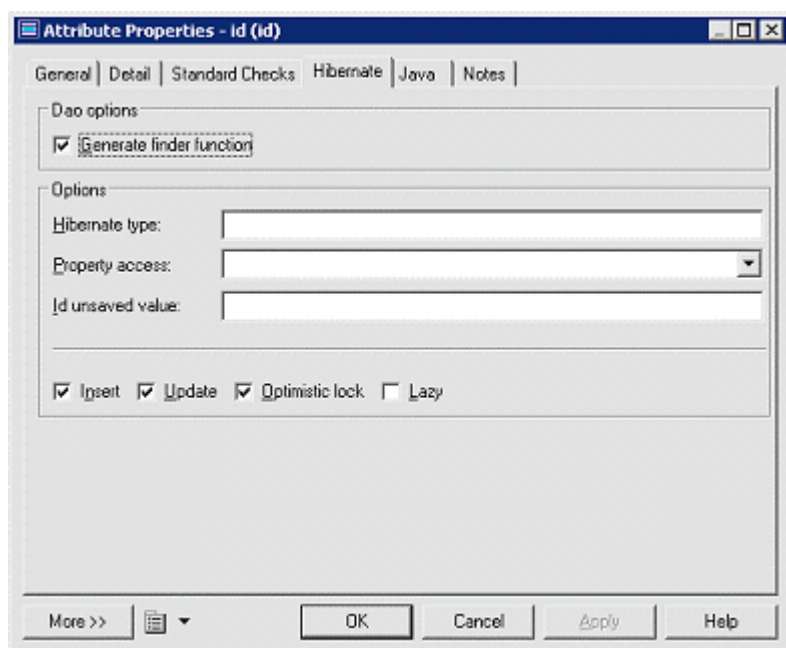 Attribute Properties - id (id)
General Detail Standard Checks Hibernate Java Notes
Dao options
Generate finder function
Options
Hibernate type:
Property access:
Id unsaved value:
Insert Update Optimistic lock Lazy
More >> OK Cancel Apply Help